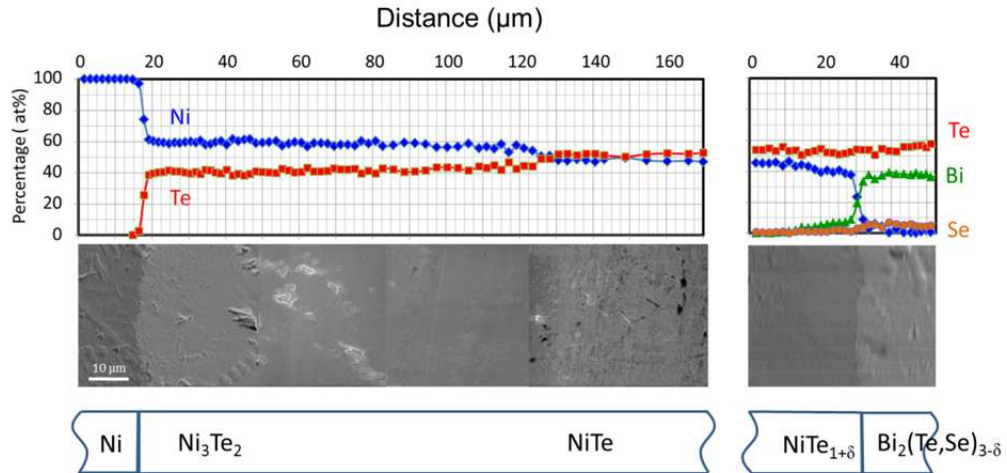 Distance (μm)
0 20 40 60 80 100 120 140 160 0 20 40
Percentage ( at%)
100
80
60
40
20
0
Ni
Te
Te
Bi
Se
10 μm
Ni Ni₃Te₂ NiTe NiTe₁₊δ Bi₂(Te,Se)₃₋δ